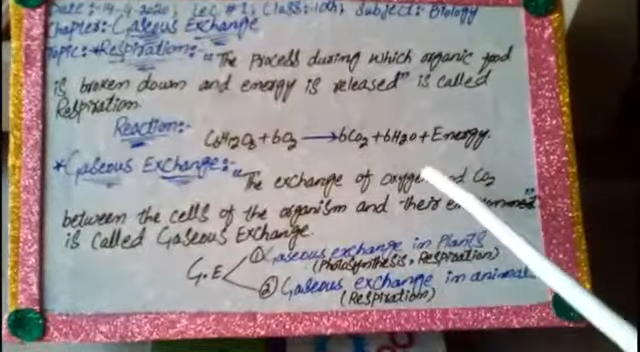 Date:-14-4-2020, Lec #1, Class:-10th, Subject: Biology
Chapter:- Gaseous Exchange
Topic:- *Respiration:- "The Process during which organic food
is broken down and energy is released" is called
Respiration.
Reaction:-
C6H12O2 + 6O2 → 6CO2 + 6H2O + Energy.
*Gaseous Exchange:-
"The exchange of oxygen and CO2
between the cells of the organism and their
is called Gaseous Exchange.
G.E
① Gaseous exchange in Plants
(Photosynthesis, Respiration)
② Gaseous exchange in animal
(Respiration)